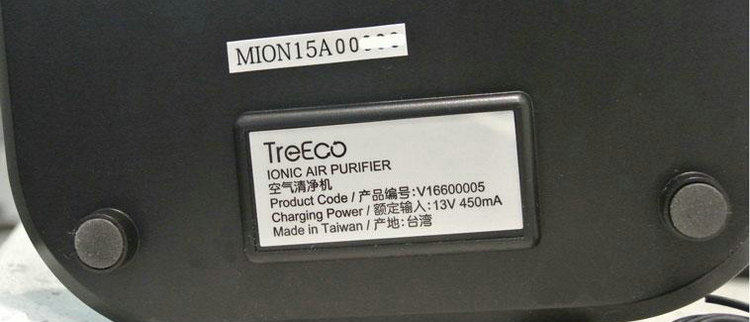 MION15A00
TreEco
IONIC AIR PURIFIER
空气清净机
Product Code / 产品编号:V16600005
Charging Power / 额定输入:13V 450mA
Made in Taiwan / 产地:台湾